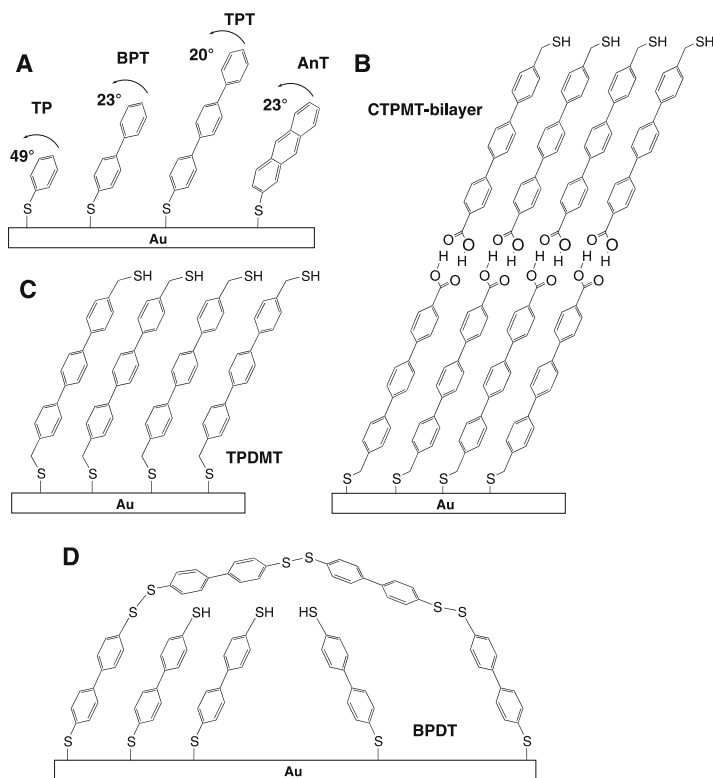 A
TP
49°
BPT
23°
TPT
20°
AnT
23°
S S S S
Au
B
CTPMT-bilayer
SH SH SH SH
O O O O O O O O
H H H H H H H H
O O O O O O O O
S S S S
Au
C
SH SH SH SH
TPDMT
S S S S
Au
D
S S S S S S
SH SH HS
BPDT
S S S S S
Au